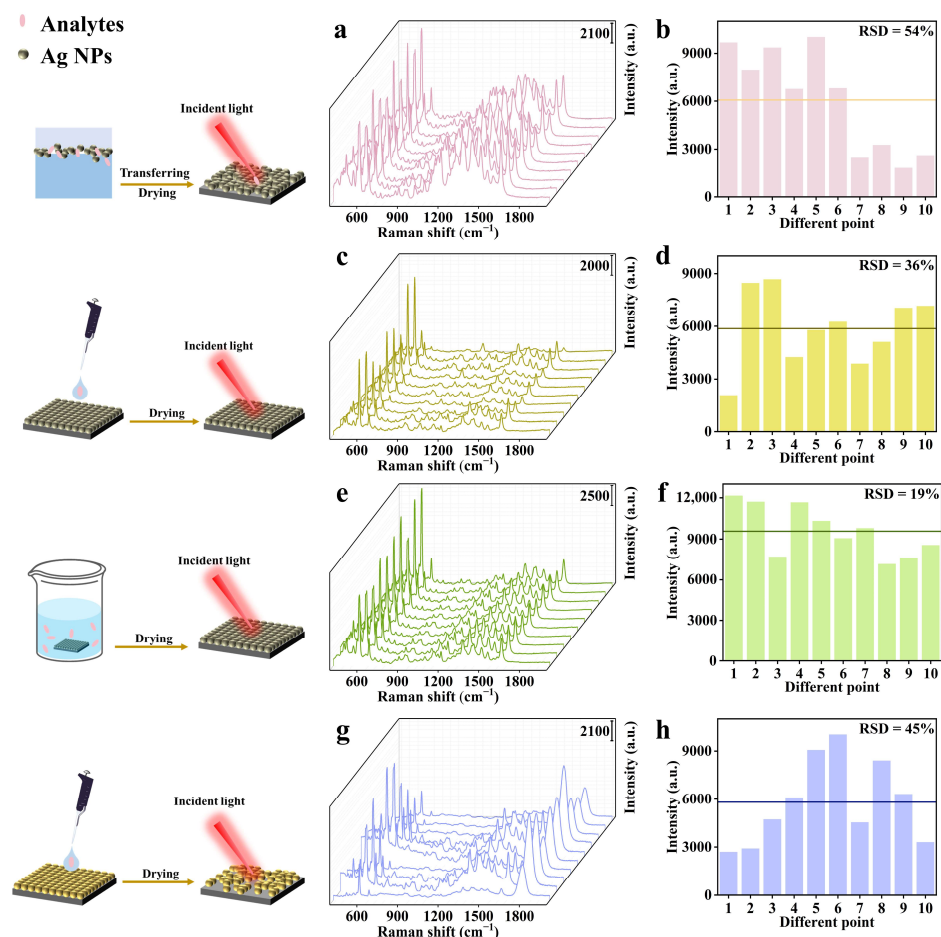 Analytes
Ag NPs
Incident light
Transferring
Drying
a
2100
Intensity (a.u.)
600 900 1200 1500 1800
Raman shift (cm⁻¹)
b
RSD = 54%
Intensity (a.u.)
9000
6000
3000
0
1 2 3 4 5 6 7 8 9 10
Different point
Incident light
Drying
c
2000
Intensity (a.u.)
600 900 1200 1500 1800
Raman shift (cm⁻¹)
d
RSD = 36%
Intensity (a.u.)
9000
6000
3000
0
1 2 3 4 5 6 7 8 9 10
Different point
Incident light
Drying
e
2500
Intensity (a.u.)
600 900 1200 1500 1800
Raman shift (cm⁻¹)
f
RSD = 19%
Intensity (a.u.)
12,000
9000
6000
3000
0
1 2 3 4 5 6 7 8 9 10
Different point
Incident light
Drying
g
2100
Intensity (a.u.)
600 900 1200 1500 1800
Raman shift (cm⁻¹)
h
RSD = 45%
Intensity (a.u.)
9000
6000
3000
0
1 2 3 4 5 6 7 8 9 10
Different point